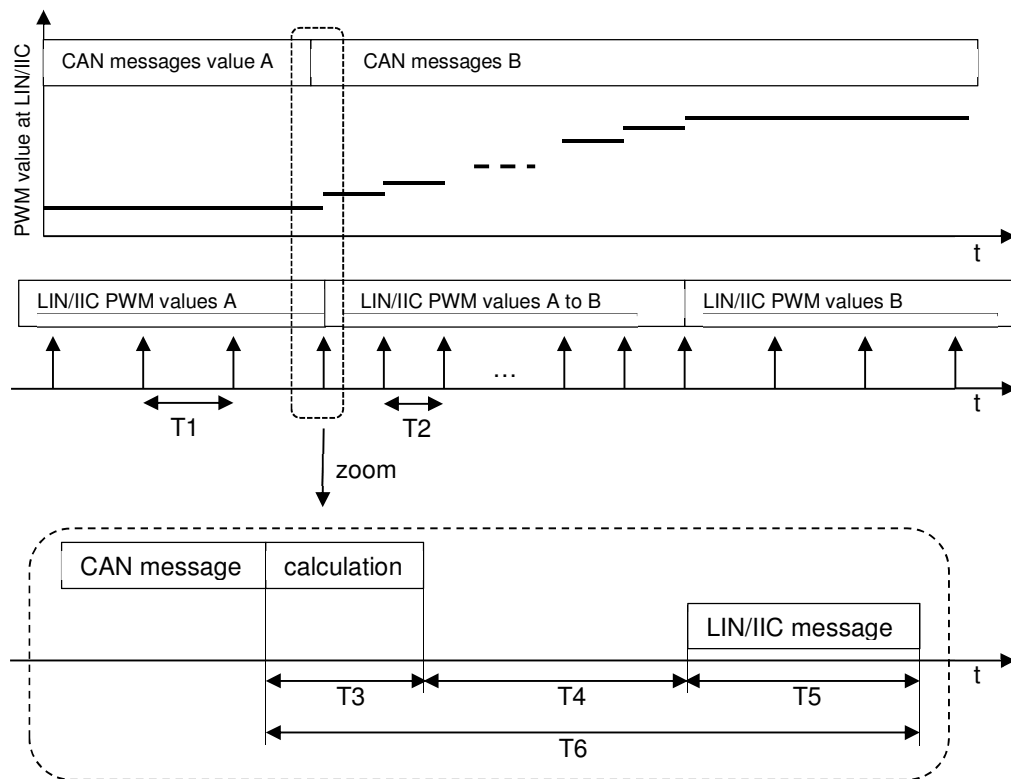 PWM value at LIN/IIC
CAN messages value A
CAN messages B
t
LIN/IIC PWM values A
LIN/IIC PWM values A to B
LIN/IIC PWM values B
...
T1
T2
t
zoom
CAN message
calculation
LIN/IIC message
t
T3
T4
T5
T6